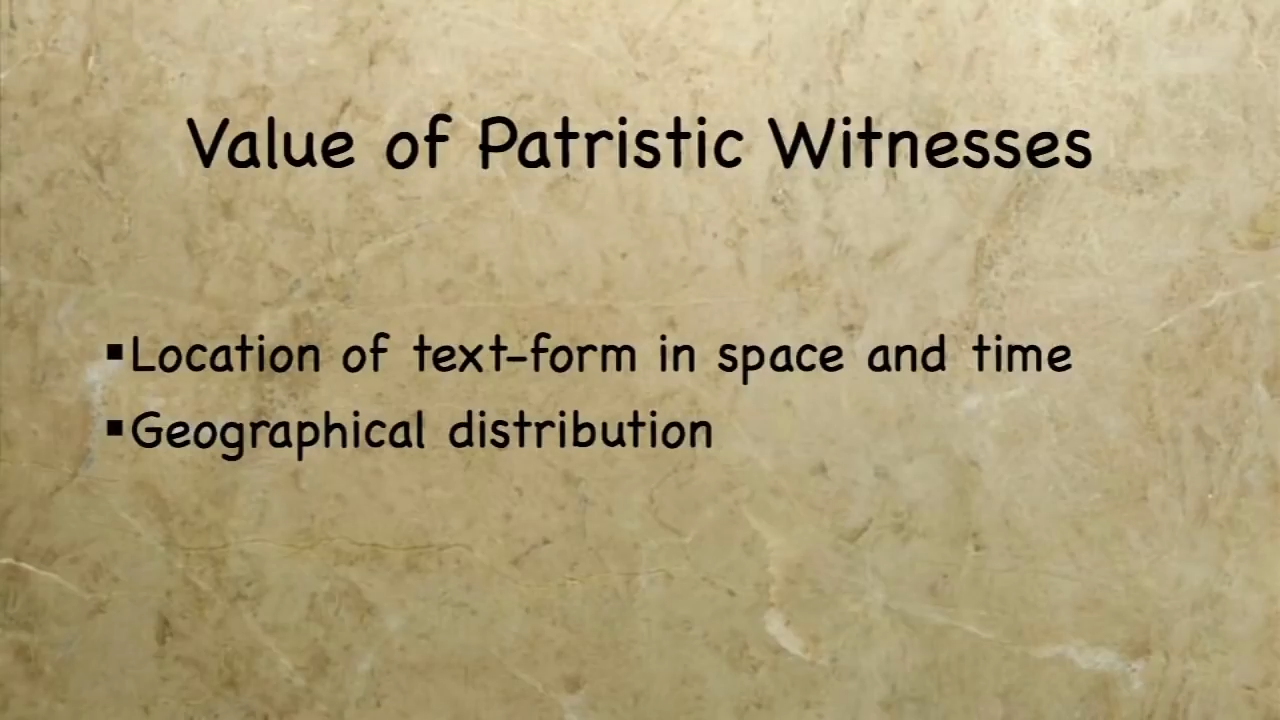 Value of Patristic Witnesses
▪Location of text-form in space and time
▪Geographical distribution